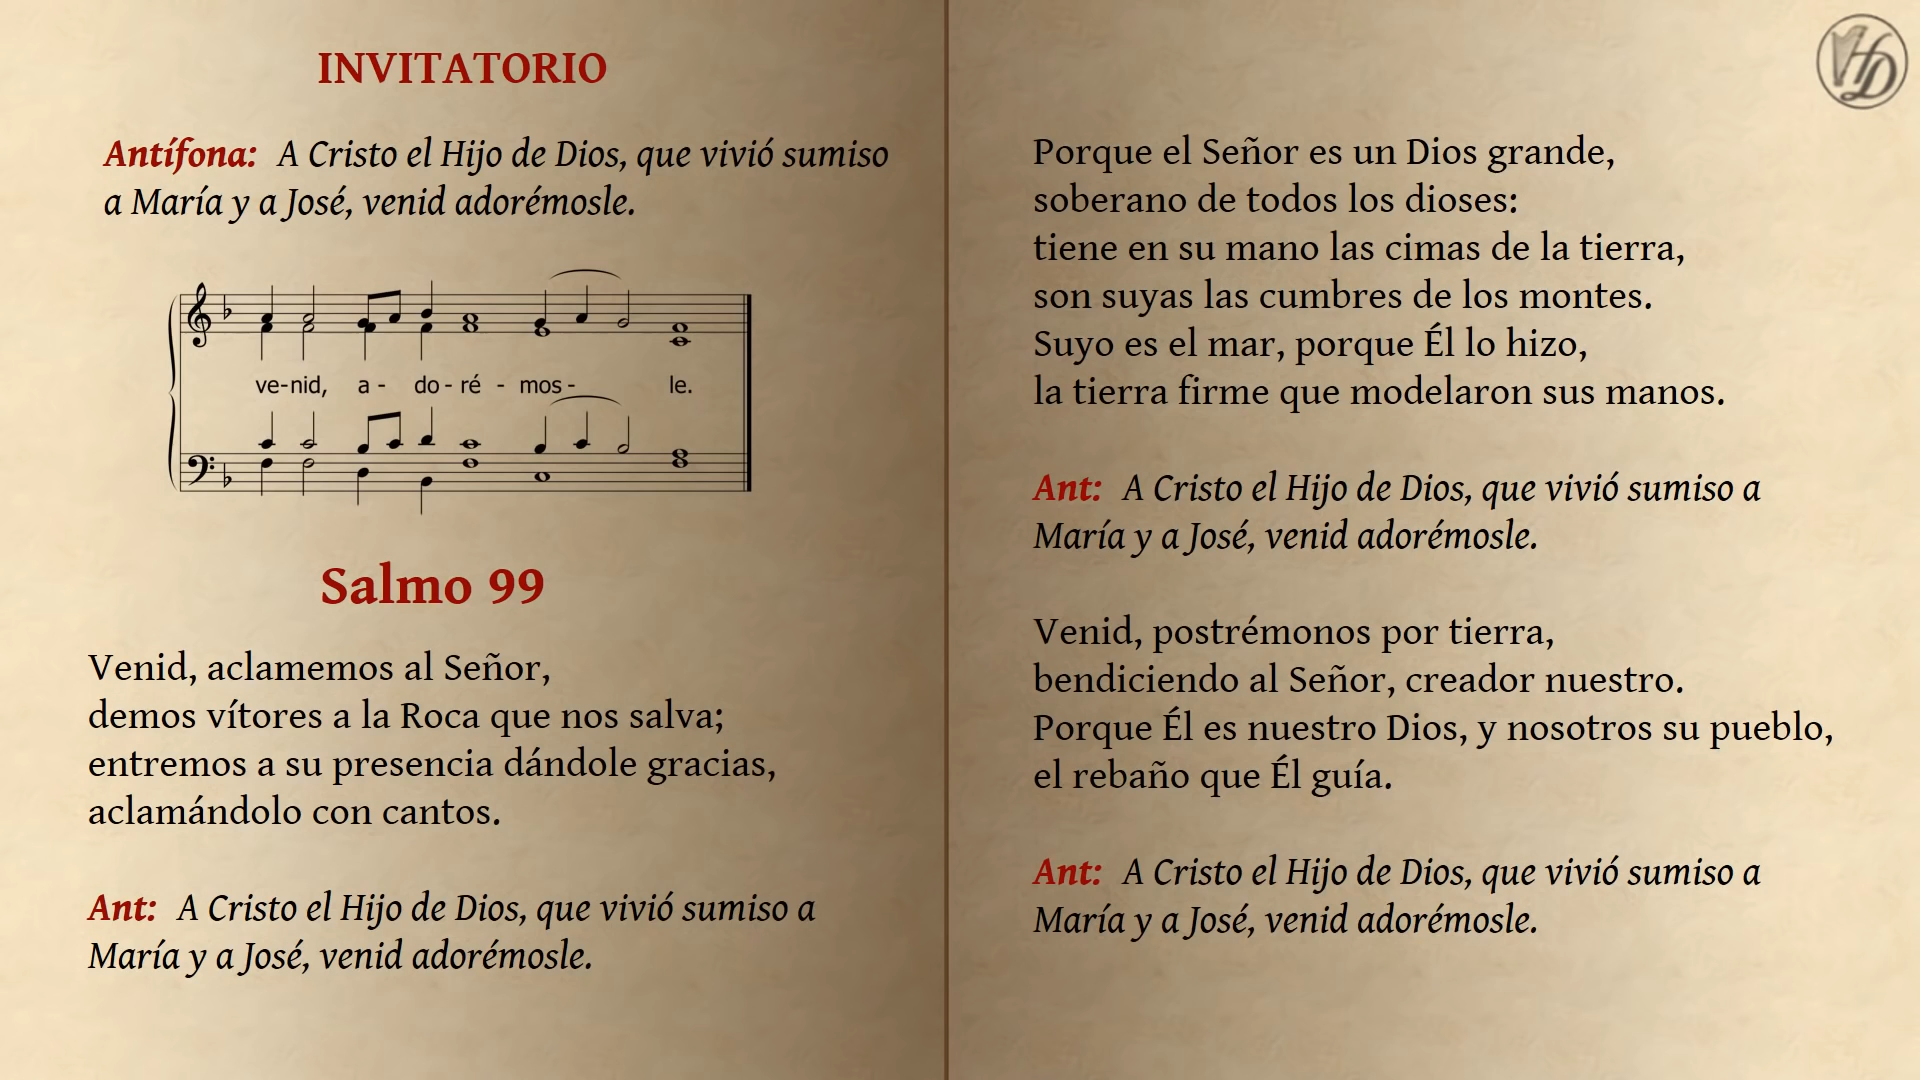 INVITATORIO
Antífona: A Cristo el Hijo de Dios, que vivió sumiso
a María y a José, venid adorémosle.
ve-nid, a - do - ré - mos - le.
Salmo 99
Venid, aclamemos al Señor,
demos vítores a la Roca que nos salva;
entremos a su presencia dándole gracias,
aclamándolo con cantos.
Ant: A Cristo el Hijo de Dios, que vivió sumiso a
María y a José, venid adorémosle.
HD
Porque el Señor es un Dios grande,
soberano de todos los dioses:
tiene en su mano las cimas de la tierra,
son suyas las cumbres de los montes.
Suyo es el mar, porque Él lo hizo,
la tierra firme que modelaron sus manos.
Ant: A Cristo el Hijo de Dios, que vivió sumiso a
María y a José, venid adorémosle.
Venid, postrémonos por tierra,
bendiciendo al Señor, creador nuestro.
Porque Él es nuestro Dios, y nosotros su pueblo,
el rebaño que Él guía.
Ant: A Cristo el Hijo de Dios, que vivió sumiso a
María y a José, venid adorémosle.